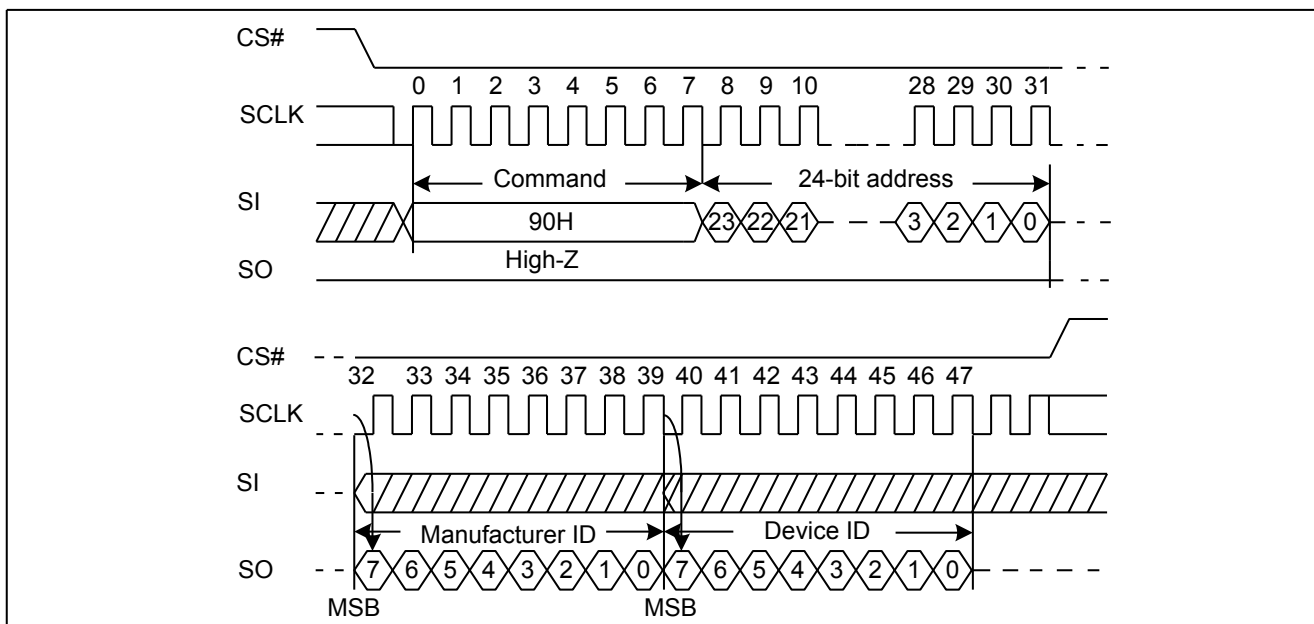 CS#
0 1 2 3 4 5 6 7 8 9 10 28 29 30 31
SCLK
Command 24-bit address
SI
90H 23 22 21 3 2 1 0
High-Z
SO
CS#
32 33 34 35 36 37 38 39 40 41 42 43 44 45 46 47
SCLK
SI
Manufacturer ID Device ID
SO 7 6 5 4 3 2 1 0 7 6 5 4 3 2 1 0
MSB MSB